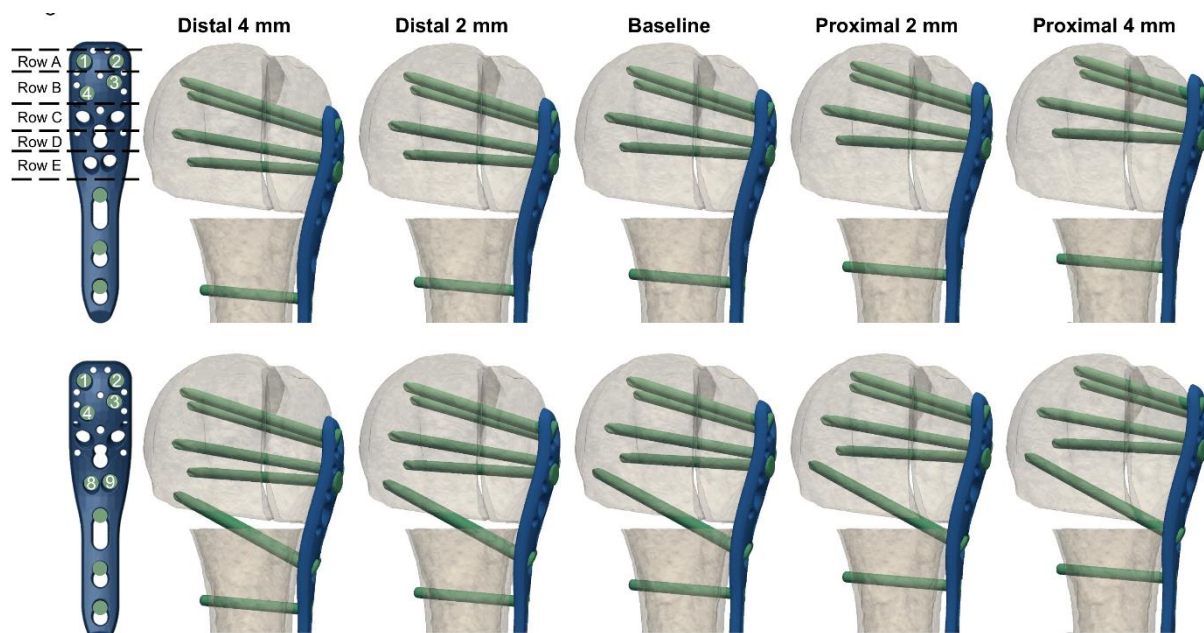 Distal 4 mm
Distal 2 mm
Baseline
Proximal 2 mm
Proximal 4 mm
Row A
Row B
Row C
Row D
Row E
1 2
3
4
1 2
3
4
8 9